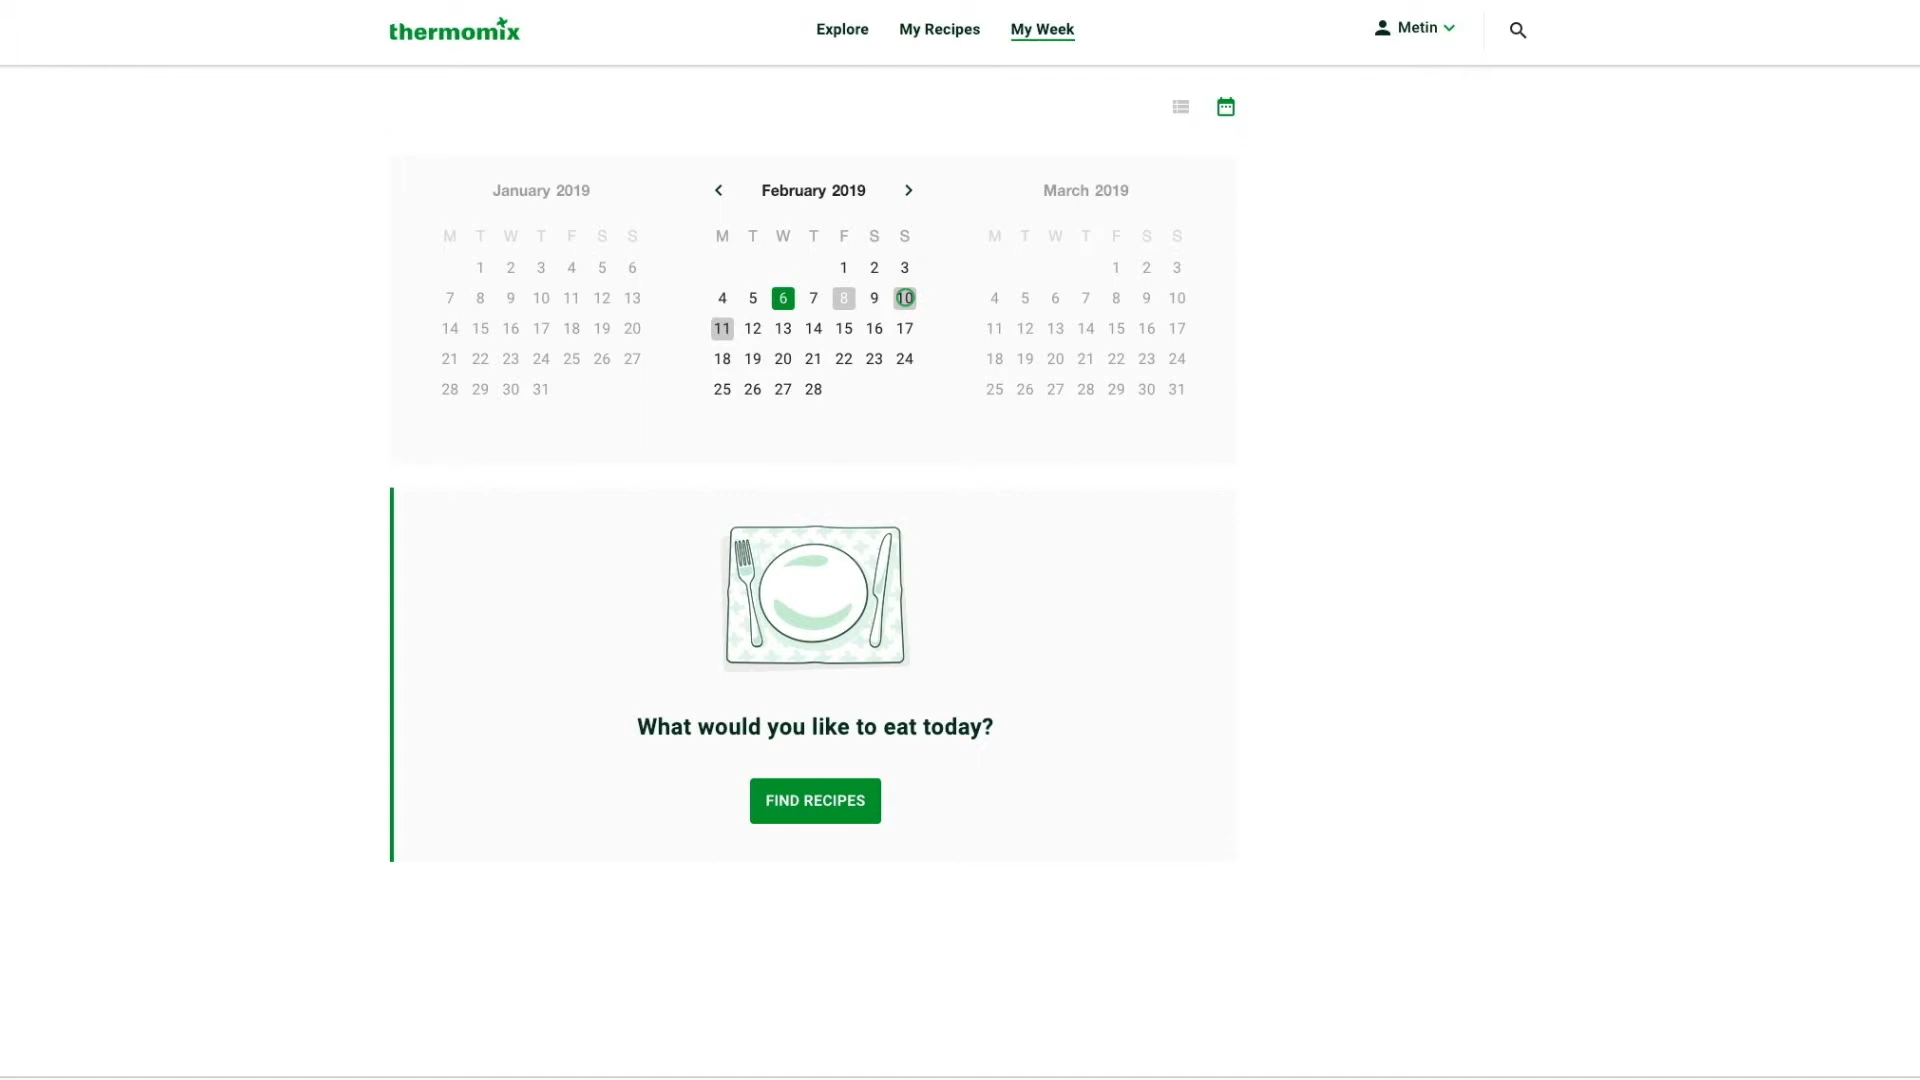 thermomix
Explore My Recipes My Week
Metin
January 2019
M T W T F S S
1 2 3 4 5 6
7 8 9 10 11 12 13
14 15 16 17 18 19 20
21 22 23 24 25 26 27
28 29 30 31
February 2019
M T W T F S S
1 2 3
4 5 6 7 8 9 10
11 12 13 14 15 16 17
18 19 20 21 22 23 24
25 26 27 28
March 2019
M T W T F S S
1 2 3
4 5 6 7 8 9 10
11 12 13 14 15 16 17
18 19 20 21 22 23 24
25 26 27 28 29 30 31
What would you like to eat today?
FIND RECIPES